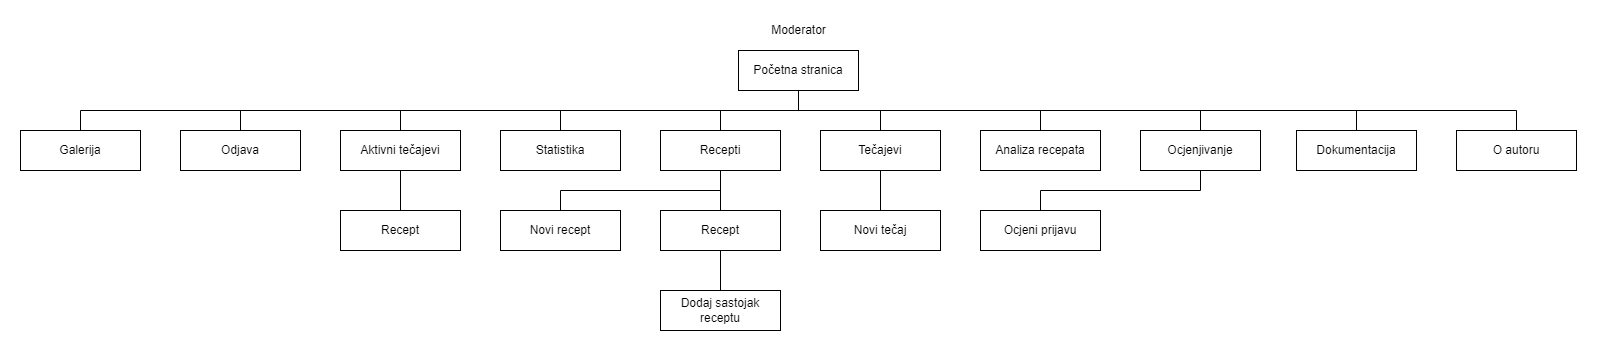 Moderator
Početna stranica
Galerija
Odjava
Aktivni tečajevi
Statistika
Recepti
Tečajevi
Analiza recepata
Ocjenjivanje
Dokumentacija
O autoru
Recept
Novi recept
Recept
Novi tečaj
Ocjeni prijavu
Dodaj sastojak
receptu